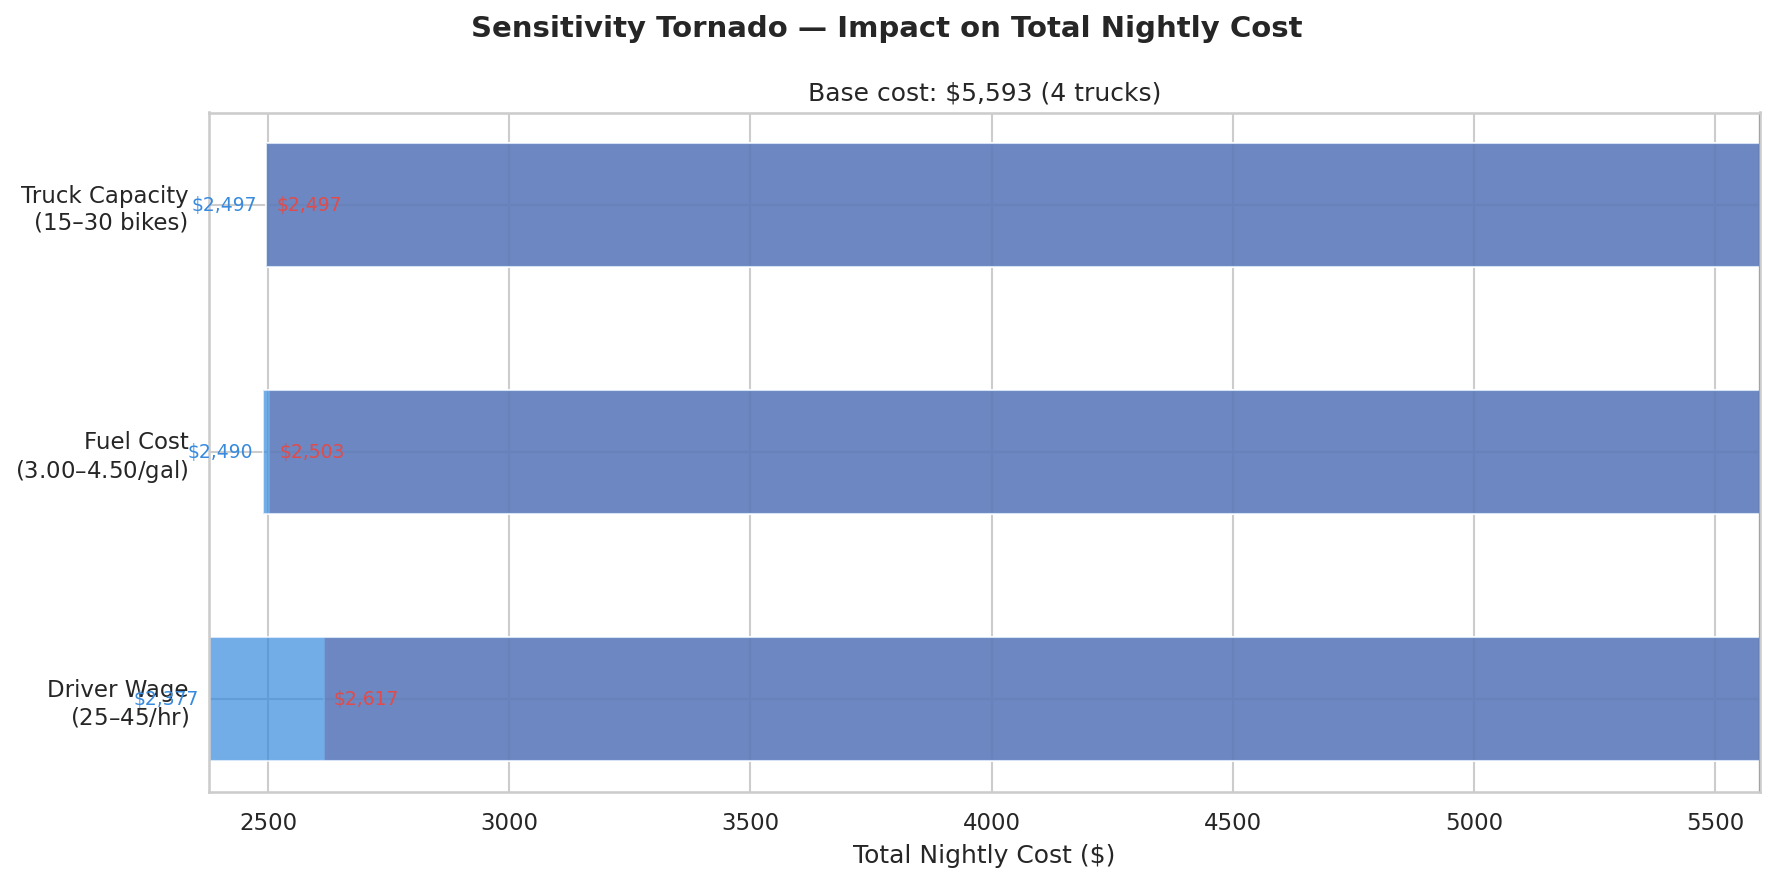 Sensitivity Tornado — Impact on Total Nightly Cost
Base cost: $5,593 (4 trucks)
Truck Capacity
(15–30 bikes)
$2,497
$2,497
Fuel Cost
(3.00–4.50/gal)
$2,490
$2,503
Driver Wage
(25–45/hr)
$2,377
$2,617
2500
3000
3500
4000
4500
5000
5500
Total Nightly Cost ($)